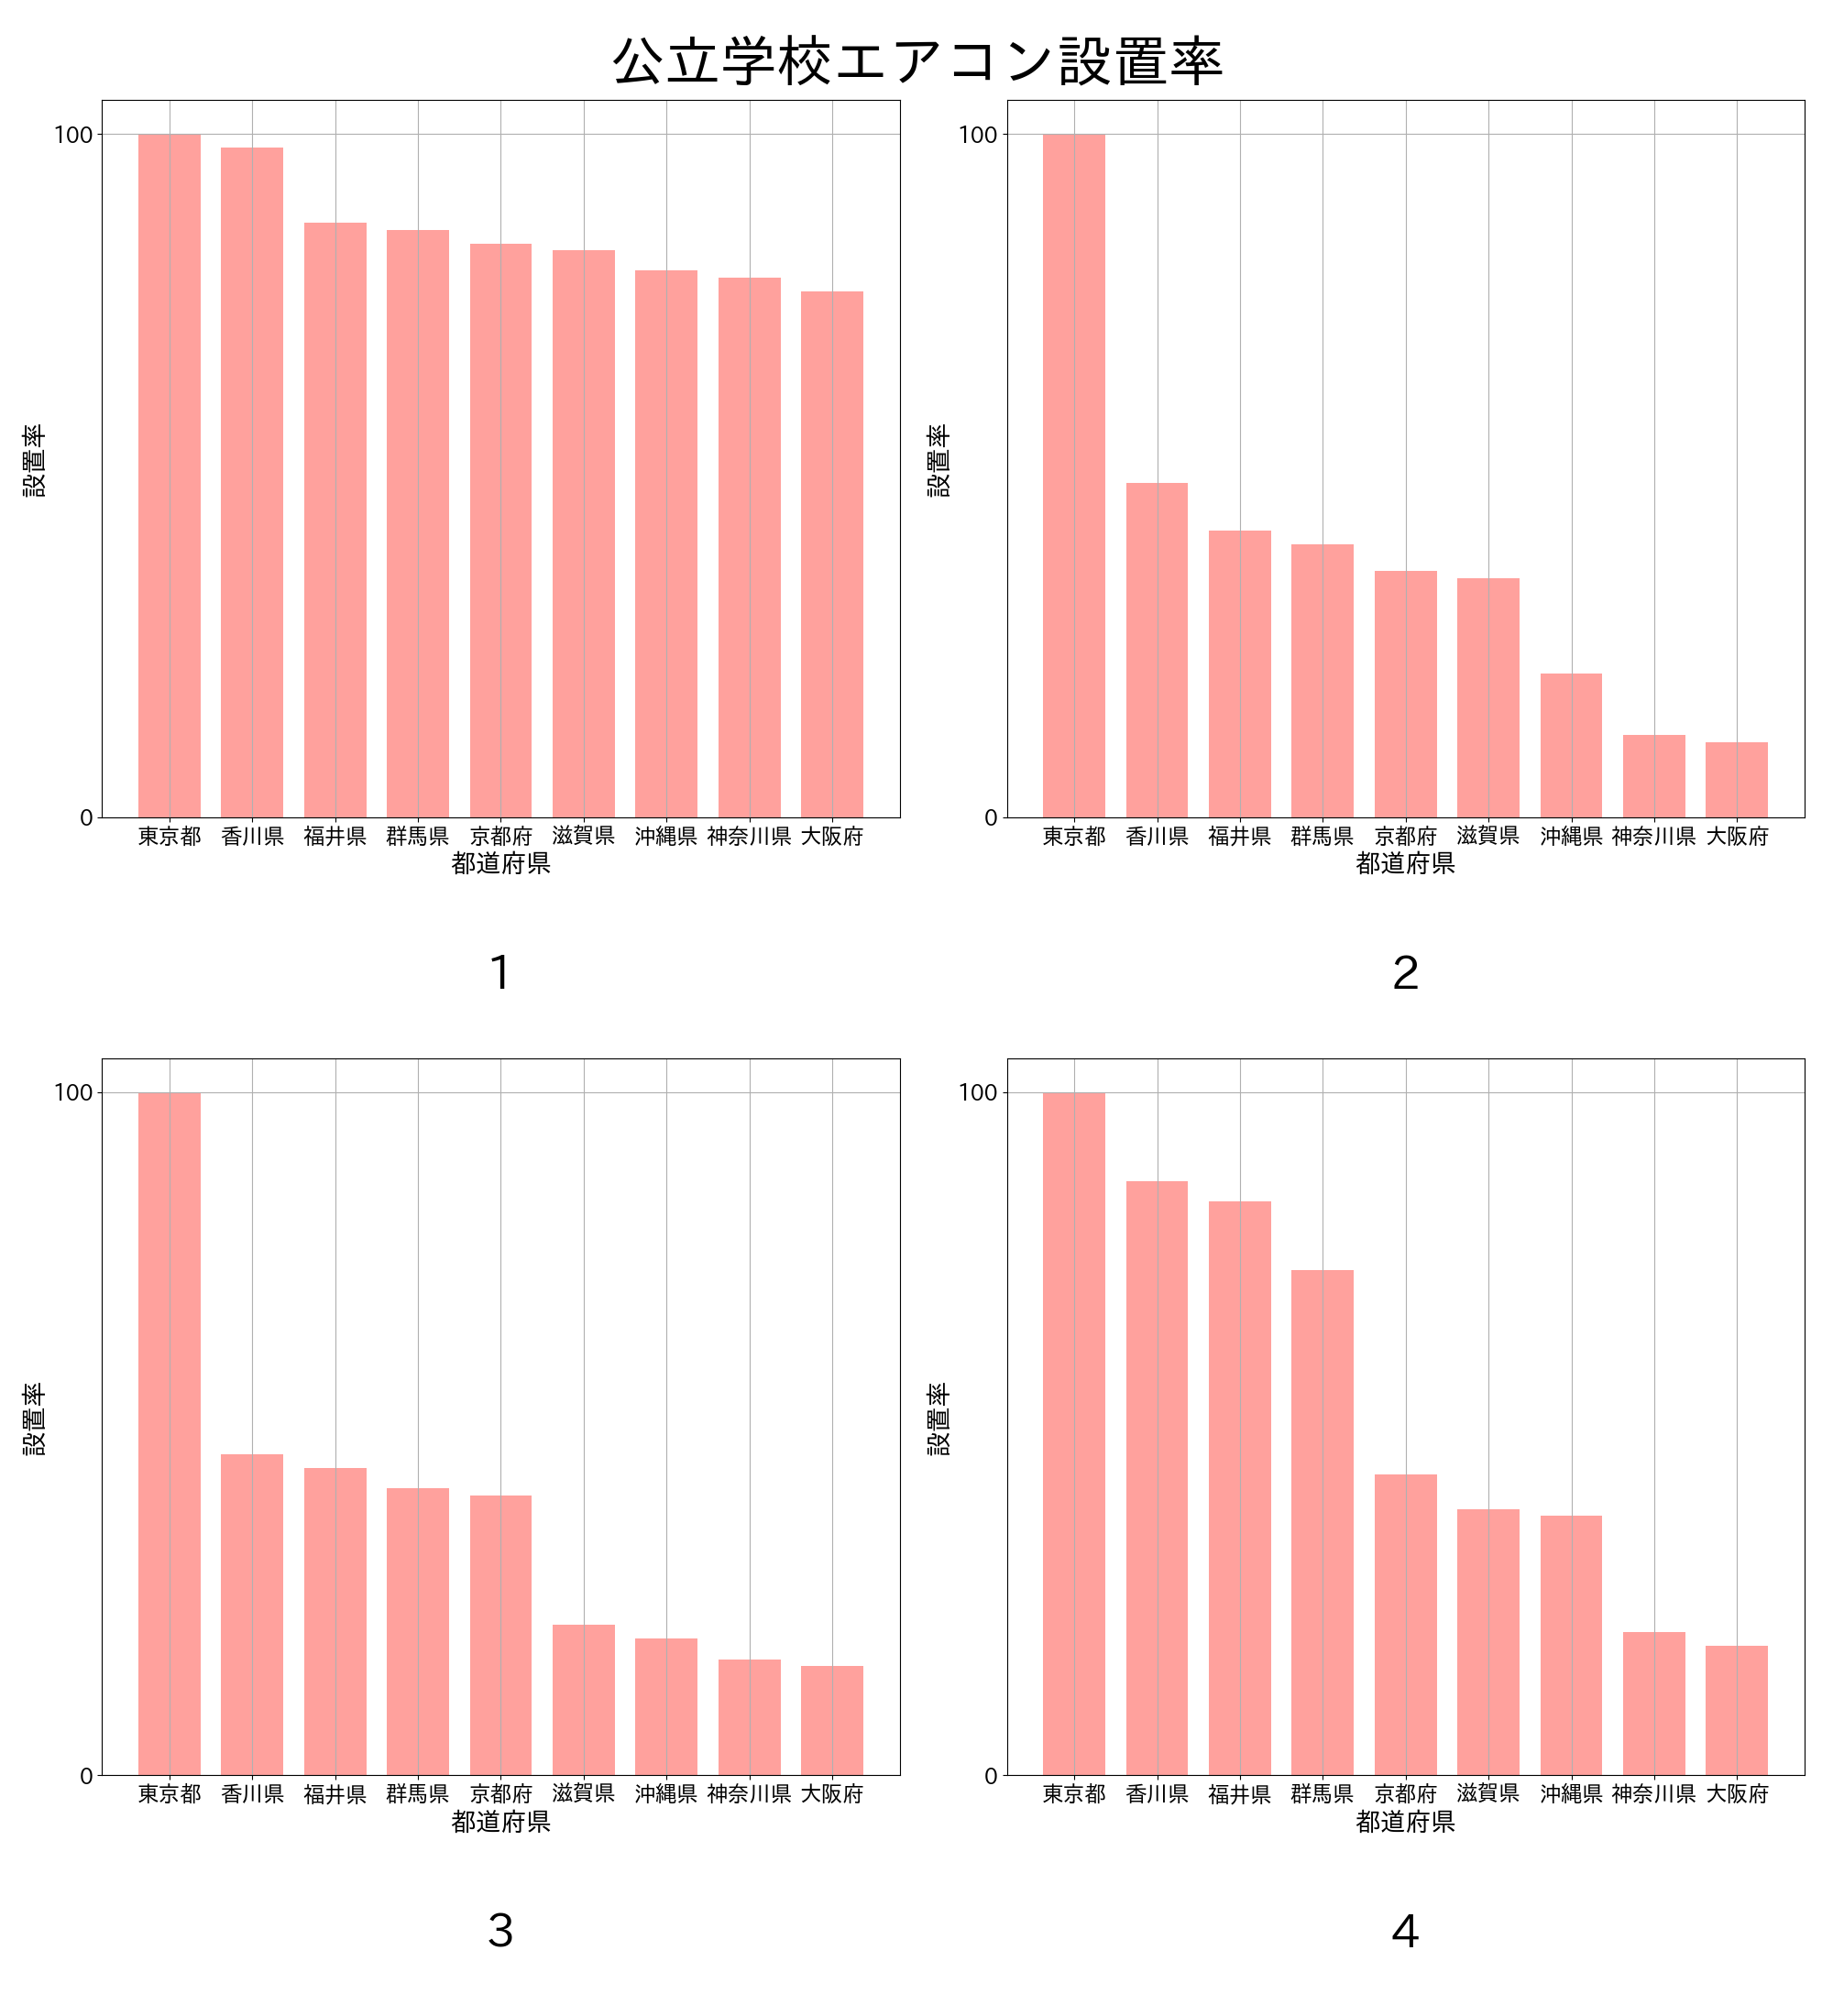 公立学校エアコン設置率
100
0
設置率
東京都 香川県 福井県 群馬県 京都府 滋賀県 沖縄県 神奈川県 大阪府
都道府県
1
100
0
設置率
東京都 香川県 福井県 群馬県 京都府 滋賀県 沖縄県 神奈川県 大阪府
都道府県
2
100
0
設置率
東京都 香川県 福井県 群馬県 京都府 滋賀県 沖縄県 神奈川県 大阪府
都道府県
3
100
0
設置率
東京都 香川県 福井県 群馬県 京都府 滋賀県 沖縄県 神奈川県 大阪府
都道府県
4